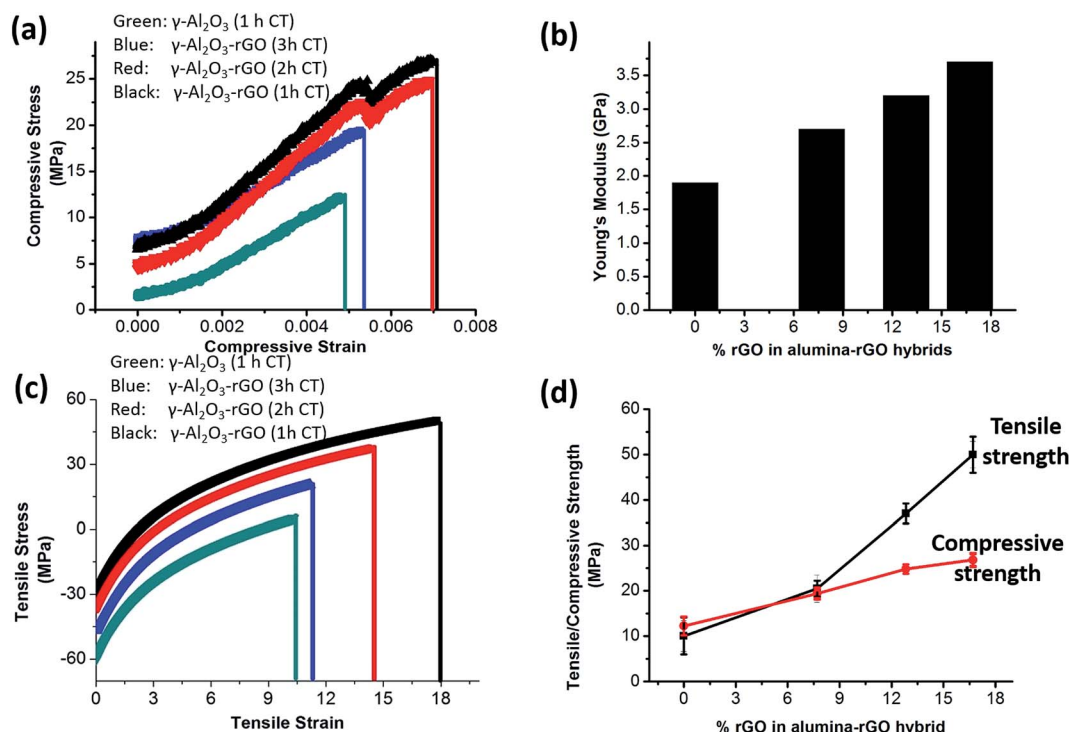 (a)
Green: γ-Al₂O₃ (1 h CT)
Blue: γ-Al₂O₃-rGO (3h CT)
Red: γ-Al₂O₃-rGO (2h CT)
Black: γ-Al₂O₃-rGO (1h CT)
Compressive Stress
(MPa)
25
20
15
10
5
0
0.000 0.002 0.004 0.006 0.008
Compressive Strain
(b)
Young's Modulus (GPa)
3.5
3.0
2.5
2.0
1.5
1.0
0.5
0.0
0 3 6 9 12 15 18
% rGO in alumina-rGO hybrids
(c)
Green: γ-Al₂O₃ (1 h CT)
Blue: γ-Al₂O₃-rGO (3h CT)
Red: γ-Al₂O₃-rGO (2h CT)
Black: γ-Al₂O₃-rGO (1h CT)
Tensile Stress
(MPa)
60
30
0
-30
-60
0 3 6 9 12 15 18
Tensile Strain
(d)
Tensile/Compressive Strength
(MPa)
60
50
40
30
20
10
0
Tensile
strength
Compressive
strength
0 3 6 9 12 15 18
% rGO in alumina-rGO hybrid